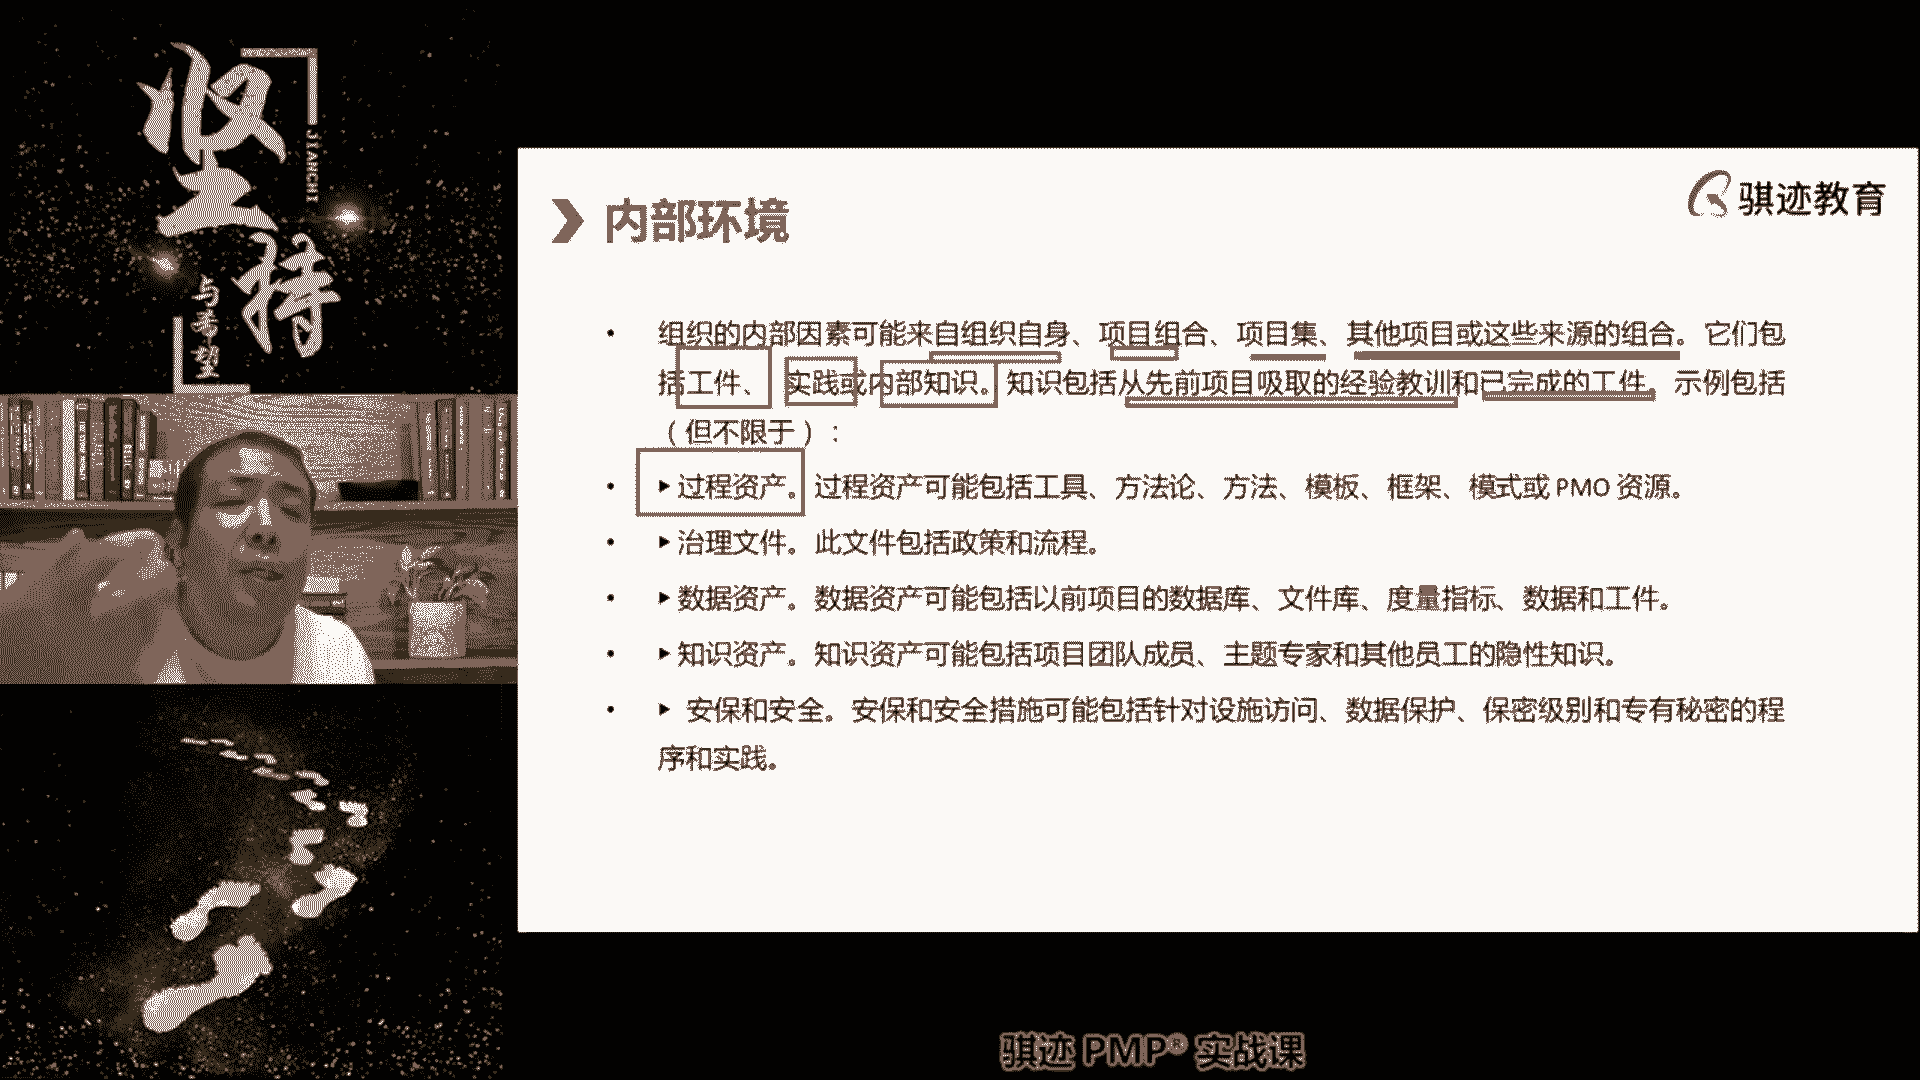 坚持
JIANCHI
与希望
骐迹教育
内部环境
• 组织的内部因素可能来自组织自身、项目组合、项目集、其他项目或这些来源的组合。它们包
括工件、实践或内部知识。知识包括从先前项目吸取的经验教训和已完成的工件。示例包括
（但不限于）：
• ▶过程资产。过程资产可能包括工具、方法论、方法、模板、框架、模式或 PMO 资源。
• ▶治理文件。此文件包括政策和流程。
• ▶数据资产。数据资产可能包括以前项目的数据库、文件库、度量指标、数据和工件。
• ▶知识资产。知识资产可能包括项目团队成员、主题专家和其他员工的隐性知识。
• ▶ 安保和安全。安保和安全措施可能包括针对设施访问、数据保护、保密级别和专有秘密的程
序和实践。
骐迹 PMP® 实战课